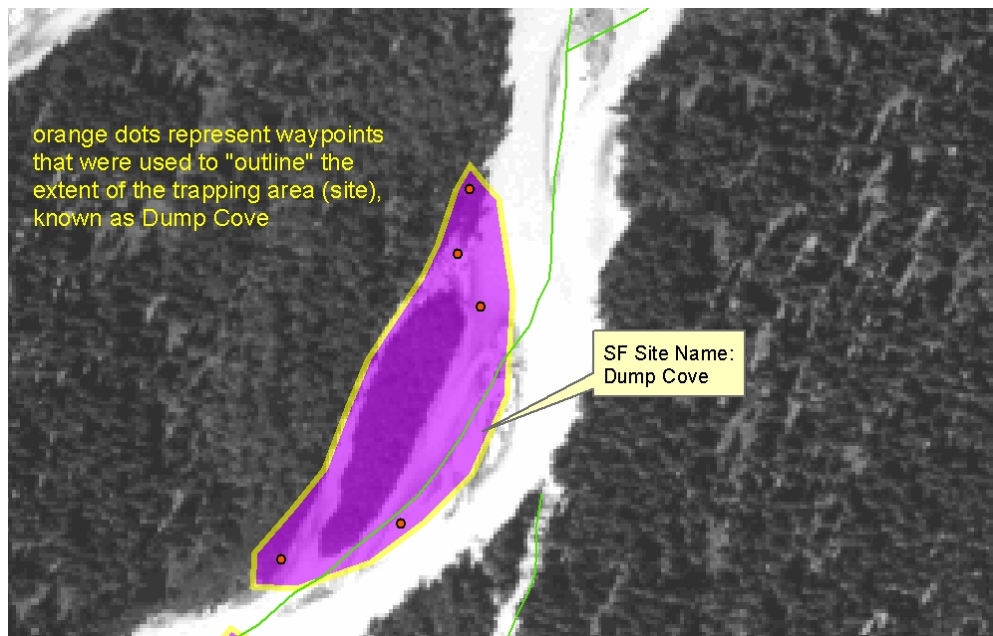 orange dots represent waypoints
that were used to "outline" the
extent of the trapping area (site),
known as Dump Cove
SF Site Name:
Dump Cove